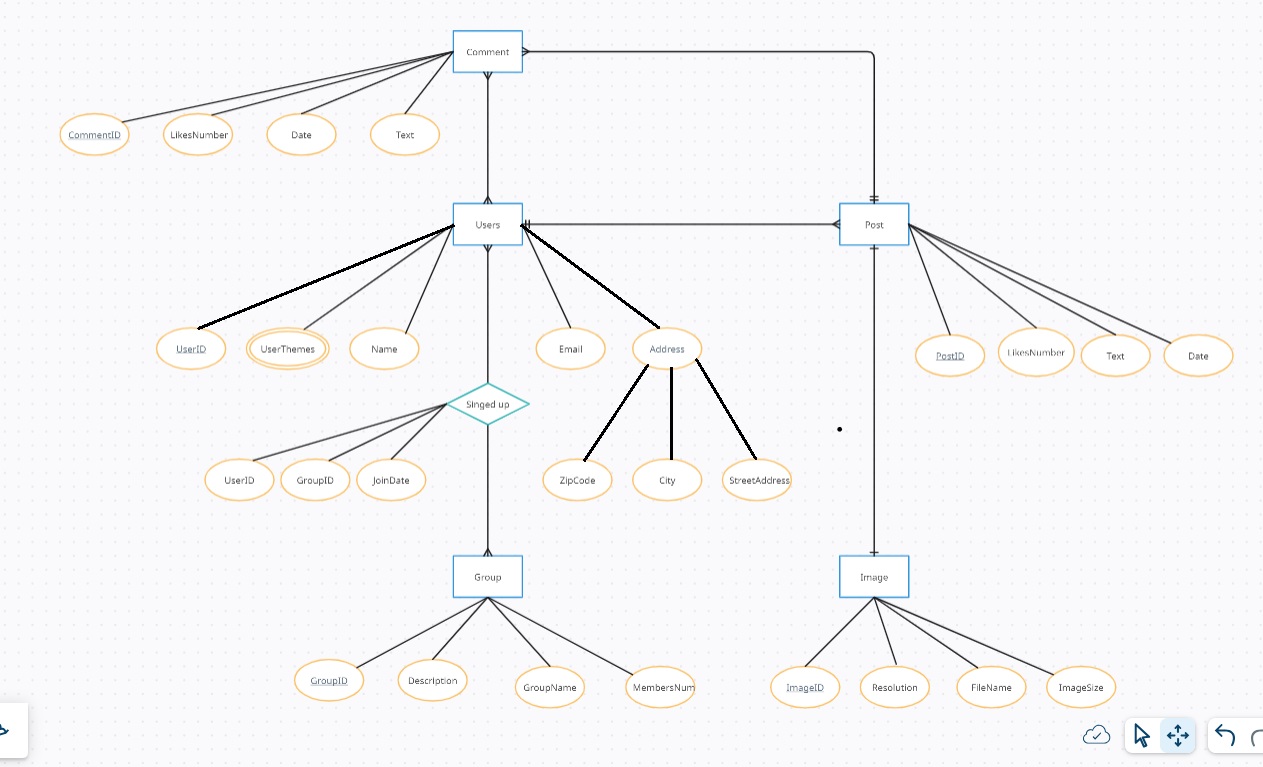 Comment
CommentID
LikesNumber
Date
Text
Users
Post
UserID
UserThemes
Name
Email
Address
PostID
LikesNumber
Text
Date
Singed up
UserID
GroupID
JoinDate
ZipCode
City
StreetAddress
Group
Image
GroupID
Description
GroupName
MembersNum
ImageID
Resolution
FileName
ImageSize